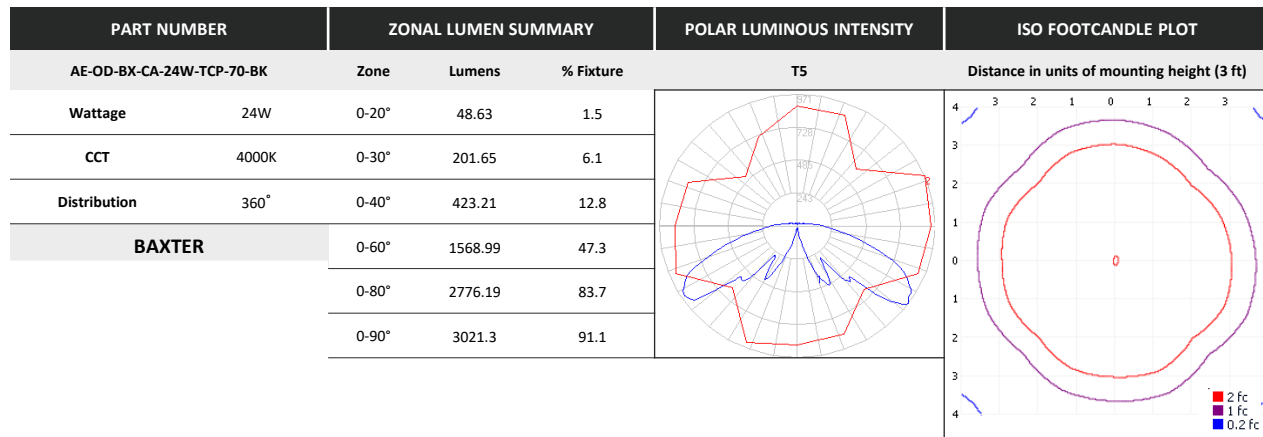 PART NUMBER
ZONAL LUMEN SUMMARY
POLAR LUMINOUS INTENSITY
ISO FOOTCANDLE PLOT
AE-OD-BX-CA-24W-TCP-70-BK
Zone Lumens % Fixture
T5
Distance in units of mounting height (3 ft)
Wattage 24W
CCT 4000K
Distribution 360˚
BAXTER
0-20° 48.63 1.5
0-30° 201.65 6.1
0-40° 423.21 12.8
0-60° 1568.99 47.3
0-80° 2776.19 83.7
0-90° 3021.3 91.1
971
728
485
243
2
1
4 3 2 1 0 1 2 3
3
2
1
0
1
2
3
4
2 fc
1 fc
0.2 fc